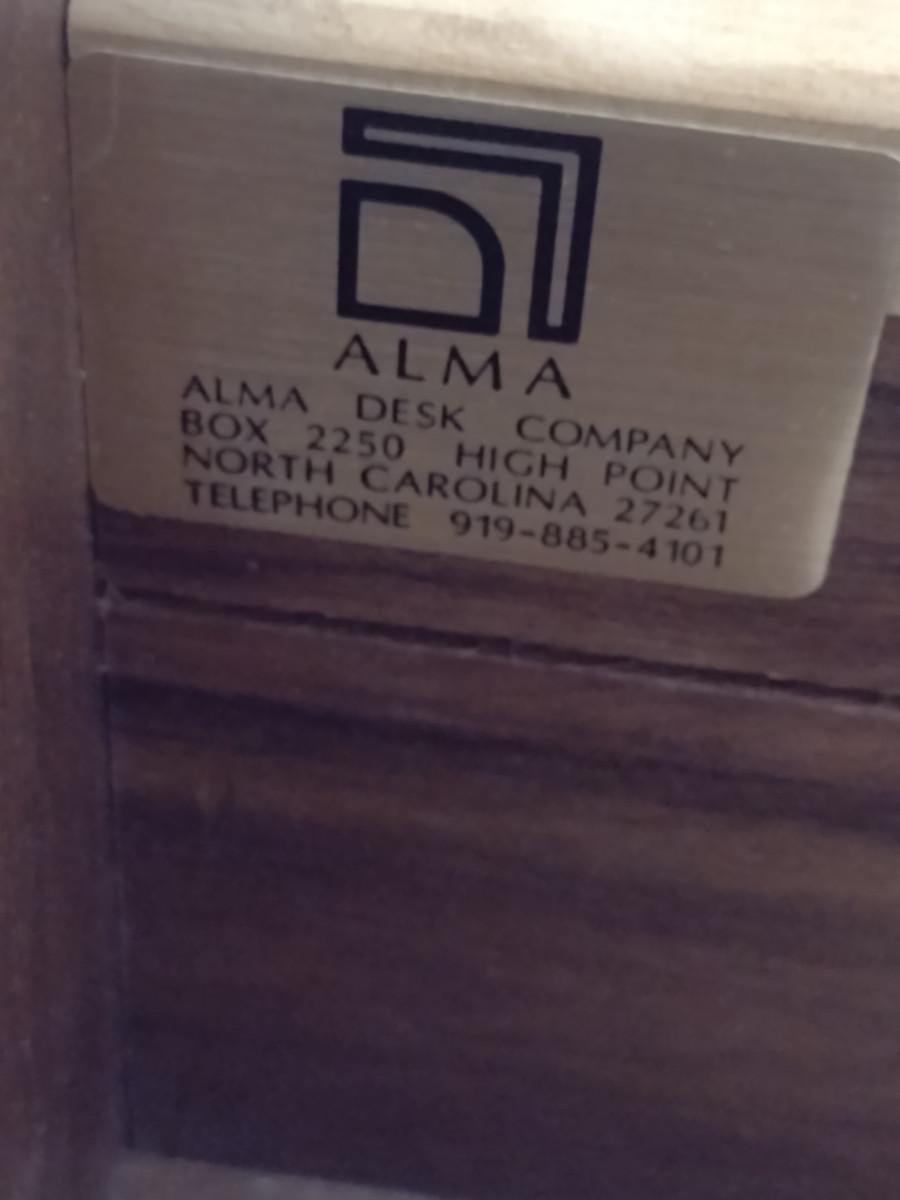 ALMA
ALMA DESK COMPANY
BOX 2250 HIGH POINT
NORTH CAROLINA 27261
TELEPHONE 919-885-4101